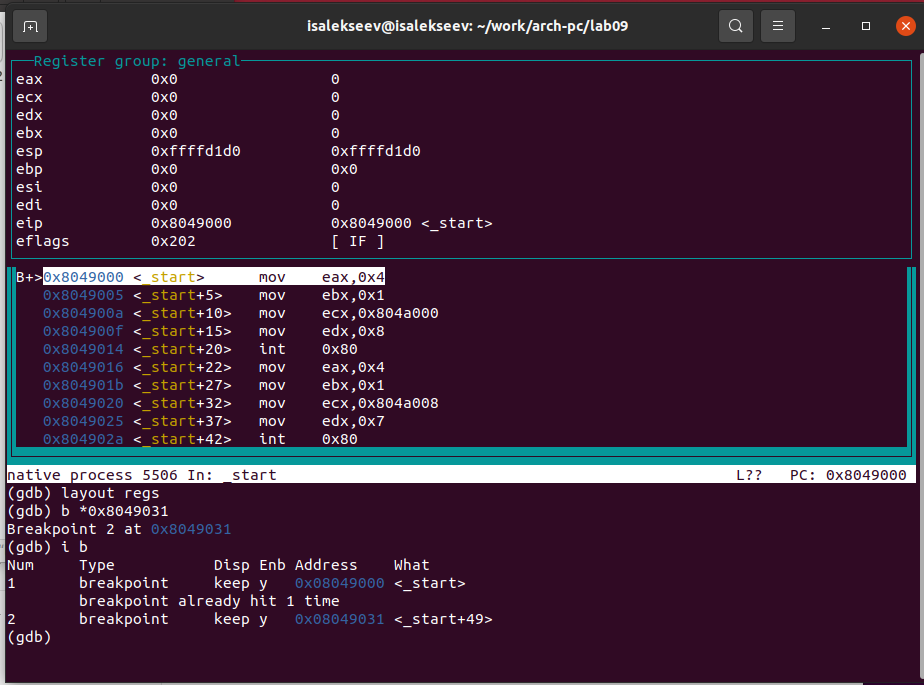 isalekseev@isalekseev: ~/work/arch-pc/lab09
Register group: general
eax 0x0 0
ecx 0x0 0
edx 0x0 0
ebx 0x0 0
esp 0xffffd1d0 0xffffd1d0
ebp 0x0 0x0
esi 0x0 0
edi 0x0 0
eip 0x8049000 0x8049000 <_start>
eflags 0x202 [ IF ]
B+>0x8049000 <_start> mov eax,0x4
0x8049005 <_start+5> mov ebx,0x1
0x804900a <_start+10> mov ecx,0x804a000
0x804900f <_start+15> mov edx,0x8
0x8049014 <_start+20> int 0x80
0x8049016 <_start+22> mov eax,0x4
0x804901b <_start+27> mov ebx,0x1
0x8049020 <_start+32> mov ecx,0x804a008
0x8049025 <_start+37> mov edx,0x7
0x804902a <_start+42> int 0x80
native process 5506 In: _start L?? PC: 0x8049000
(gdb) layout regs
(gdb) b *0x8049031
Breakpoint 2 at 0x8049031
(gdb) i b
Num Type Disp Enb Address What
1 breakpoint keep y 0x08049000 <_start>
breakpoint already hit 1 time
2 breakpoint keep y 0x08049031 <_start+49>
(gdb)